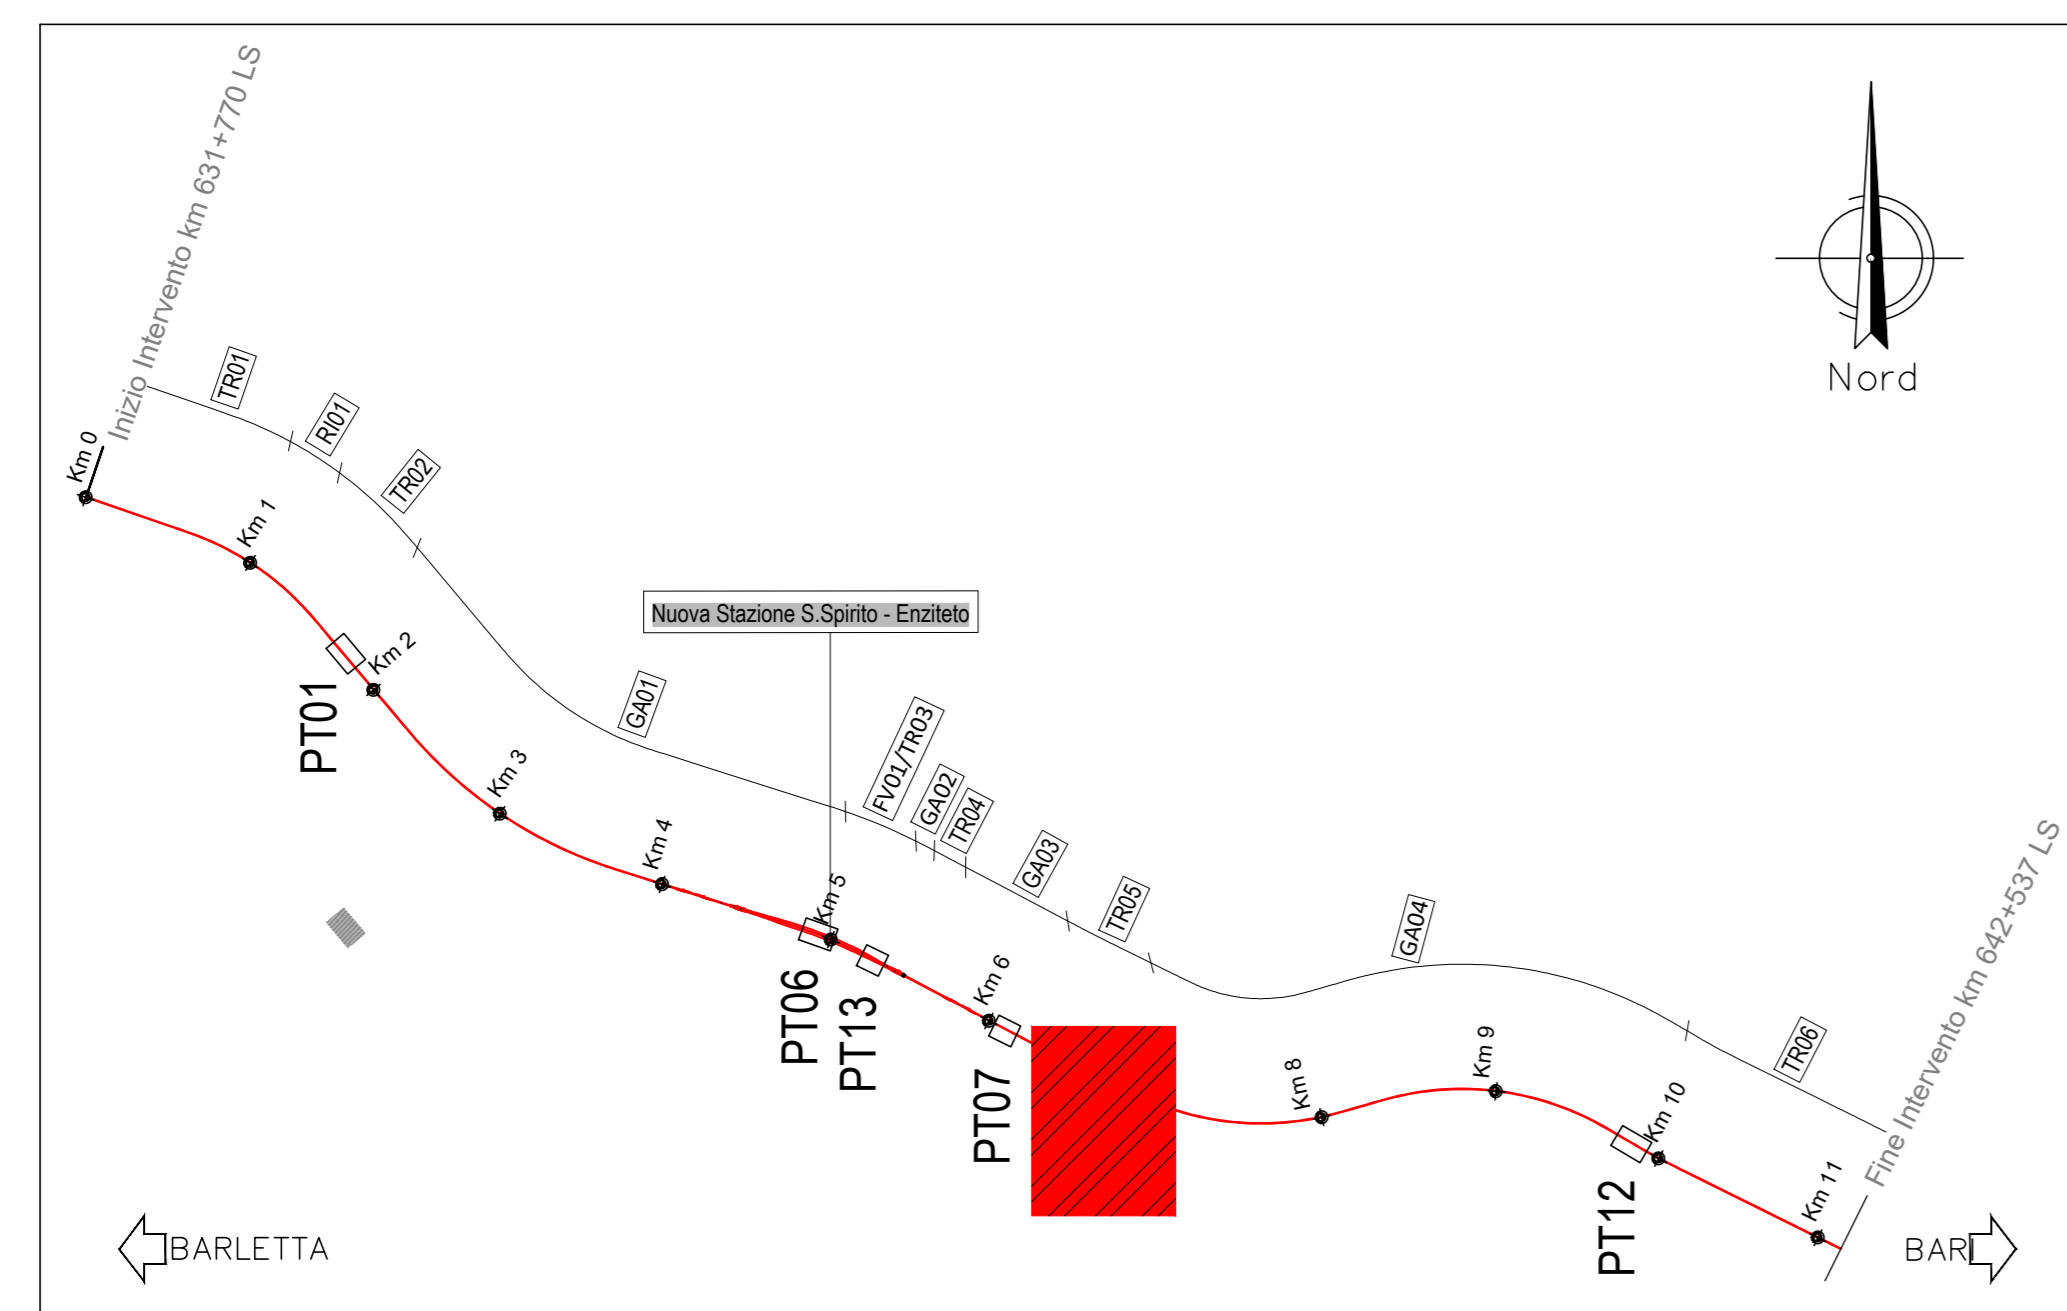 Inizio Intervento km 631+770 LS
Nord
TR01
RI01
TR02
Km 0
Km 1
Nuova Stazione S.Spirito - Enziteto
Km 2
PT01
GA01
FV01/TR03
GA02
TR04
GA03
TR05
GA04
TR06
Km 3
Km 4
Km 5
Km 6
PT06
PT13
PT07
Km 8
Km 9
Km 10
Km 11
PT12
Fine Intervento km 642+537 LS
BARLETTA
BARI